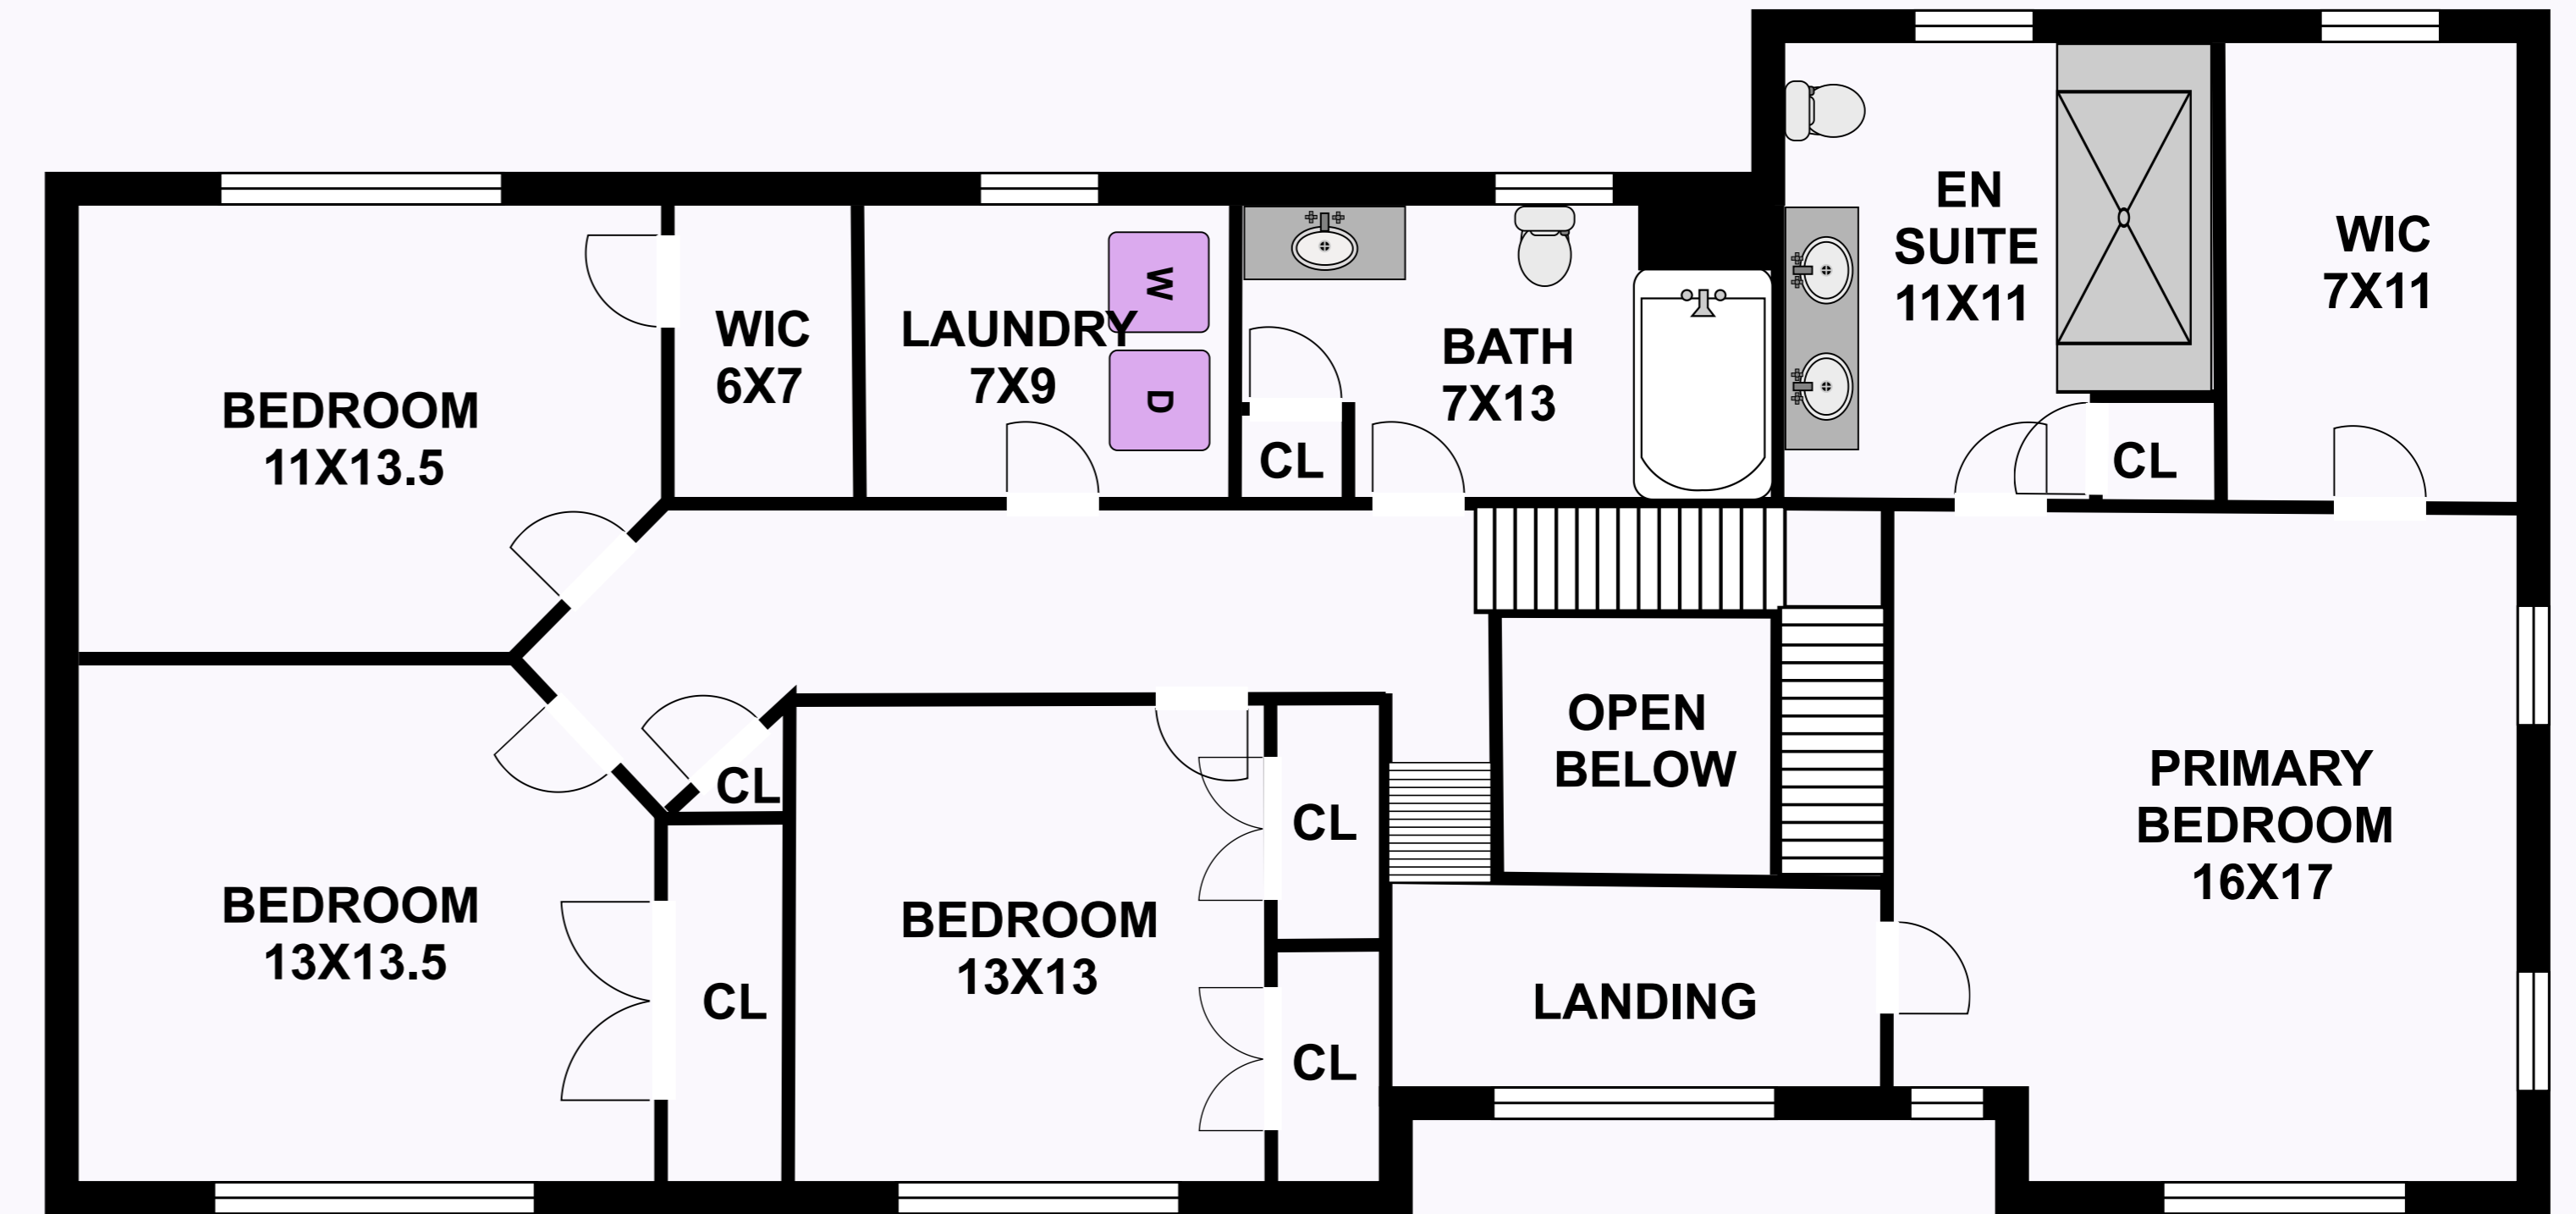 EN
SUITE
11X11
WIC
7X11
BEDROOM
11X13.5
WIC
6X7
LAUNDRY
7X9
W
D
BATH
7X13
CL
CL
BEDROOM
13X13.5
CL
CL
BEDROOM
13X13
CL
CL
OPEN
BELOW
LANDING
PRIMARY
BEDROOM
16X17